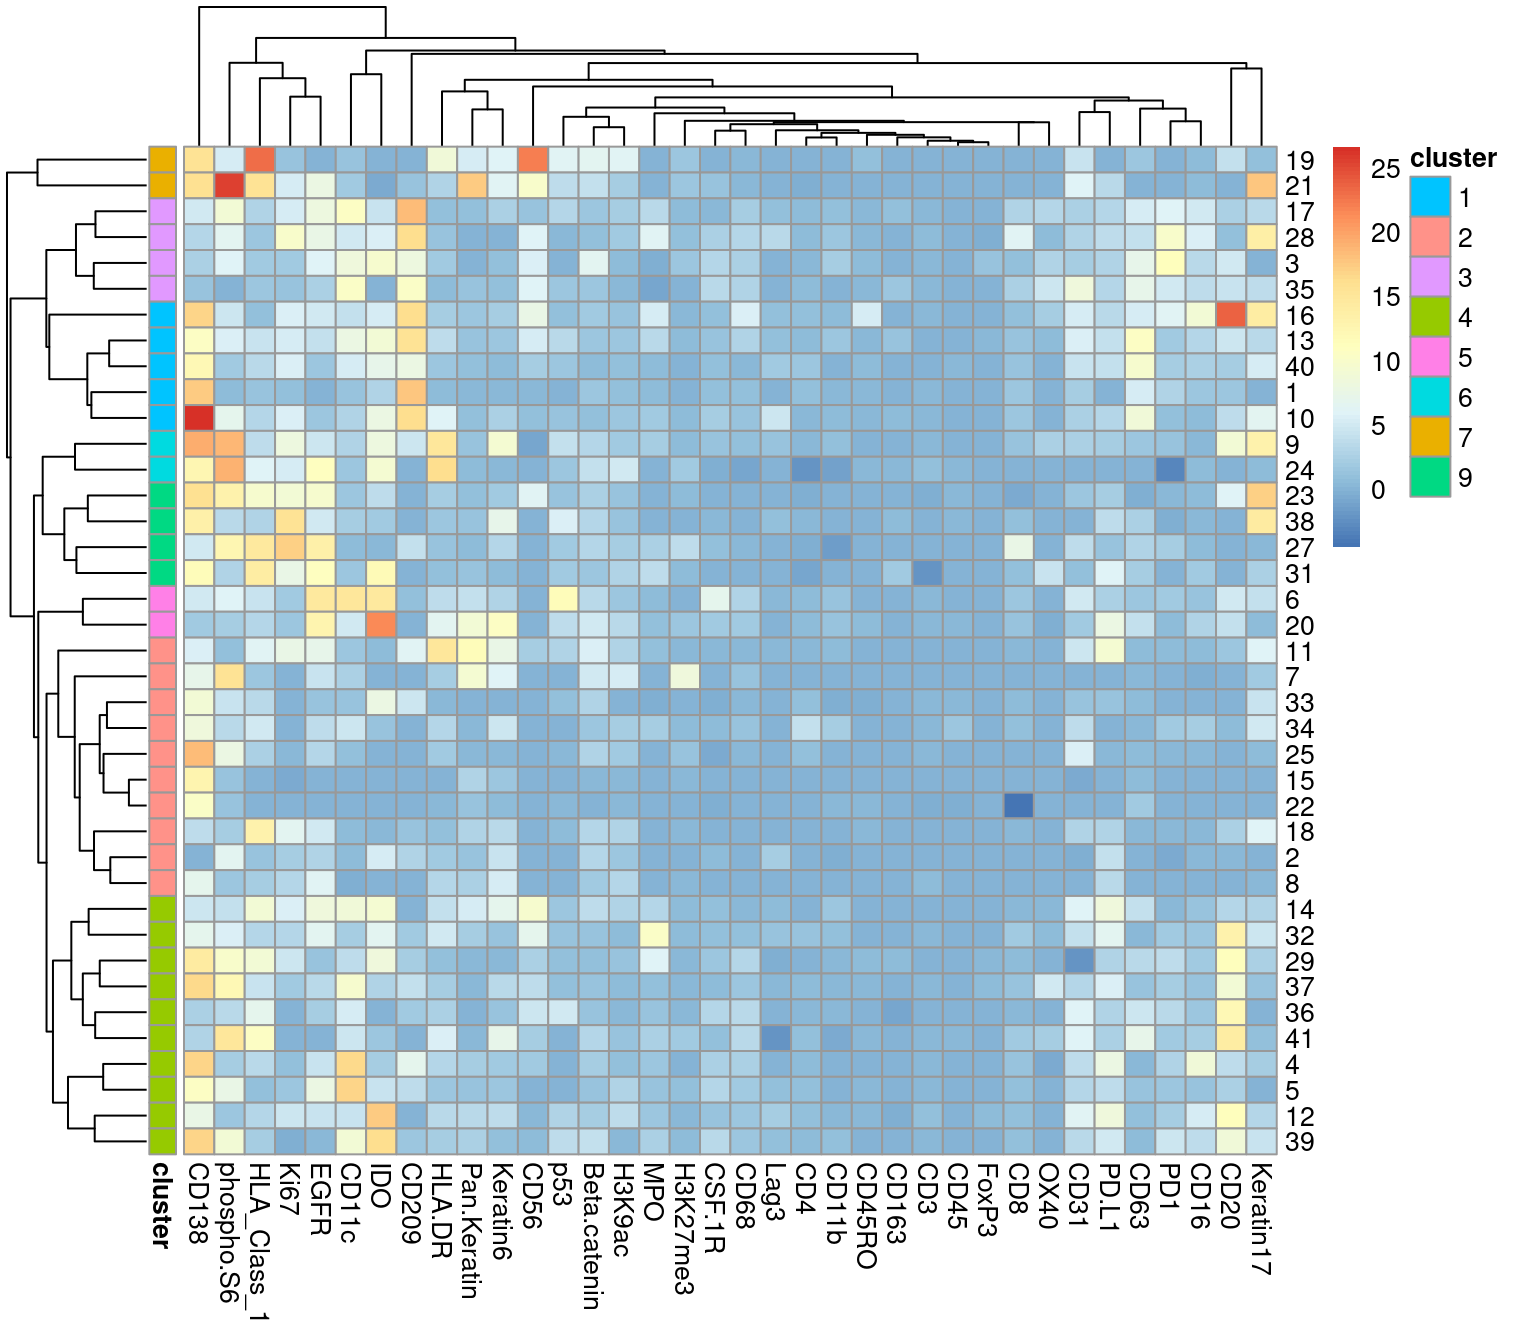 19
21
17
28
3
35
16
13
40
1
10
9
24
23
38
27
31
6
20
11
7
33
34
25
15
22
18
2
8
14
32
29
37
36
41
4
5
12
39
cluster
CD138
phospho.S6
HLA_Class_1
Ki67
EGFR
CD11c
IDO
CD209
HLA.DR
Pan.Keratin
Keratin6
CD56
p53
Beta.catenin
H3K9ac
MPO
H3K27me3
CSF.1R
CD68
Lag3
CD4
CD11b
CD45RO
CD163
CD3
CD45
FoxP3
CD8
OX40
CD31
PD.L1
CD63
PD1
CD16
CD20
Keratin17
25
20
15
10
5
0
cluster
1
2
3
4
5
6
7
9